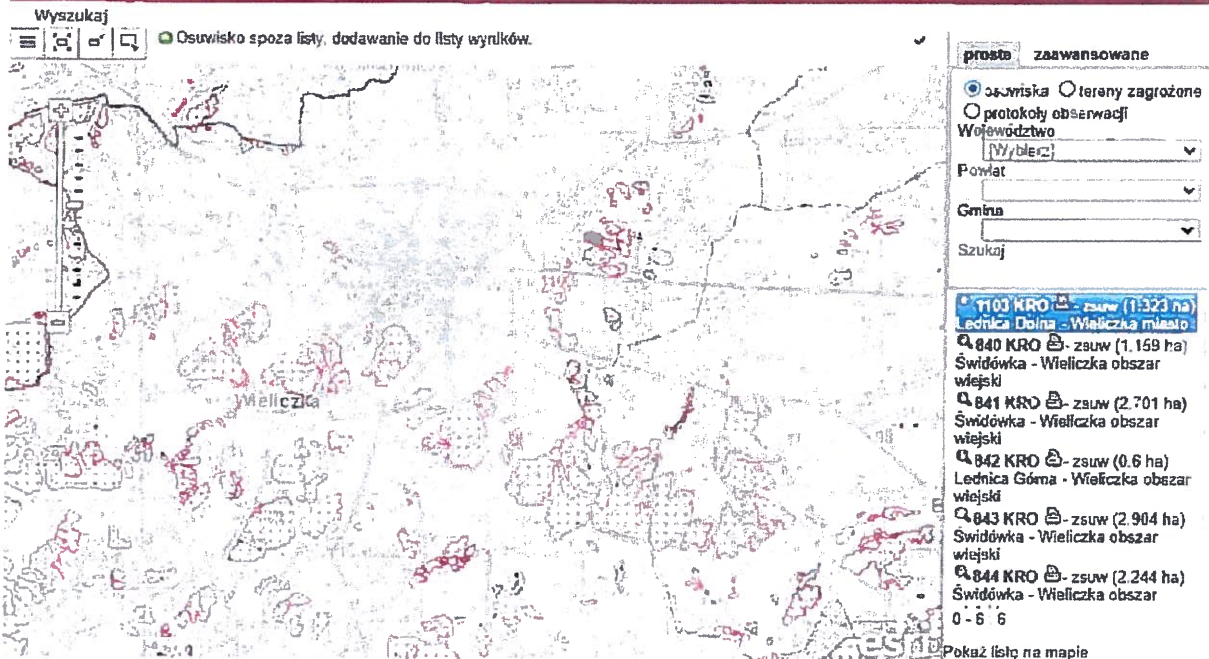 Wyszukaj
Osuwisko spoza listy, dodawanie do listy wyników.
proste zaawansowane
osuwiska tereny zagrożone
protokoły obserwacji
Województwo
[Wybierz]
Powiat
Gmina
Szukaj
1103 KRO - zsuw (1.323 ha)
Lednica Dolna - Wieliczka miasto
840 KRO - zsuw (1.159 ha)
Świdówka - Wieliczka obszar
wiejski
841 KRO - zsuw (2.701 ha)
Świdówka - Wieliczka obszar
wiejski
842 KRO - zsuw (0.6 ha)
Lednica Górna - Wieliczka obszar
wiejski
843 KRO - zsuw (2.904 ha)
Świdówka - Wieliczka obszar
wiejski
844 KRO - zsuw (2.244 ha)
Świdówka - Wieliczka obszar
0 - 6 6
Pokaż listę na mapie
Wieliczka